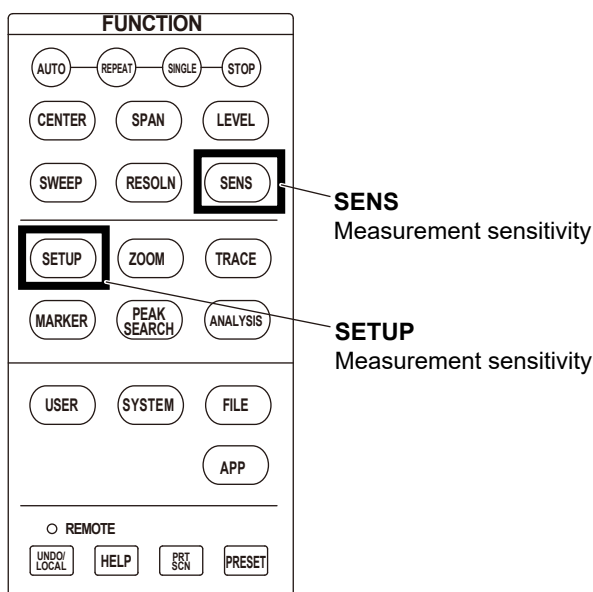 FUNCTION
AUTO REPEAT SINGLE STOP
CENTER SPAN LEVEL
SWEEP RESOLN SENS
SENS
Measurement sensitivity
SETUP ZOOM TRACE
MARKER PEAK SEARCH ANALYSIS
SETUP
Measurement sensitivity
USER SYSTEM FILE
APP
REMOTE
UNDO/LOCAL HELP PRT SCN PRESET